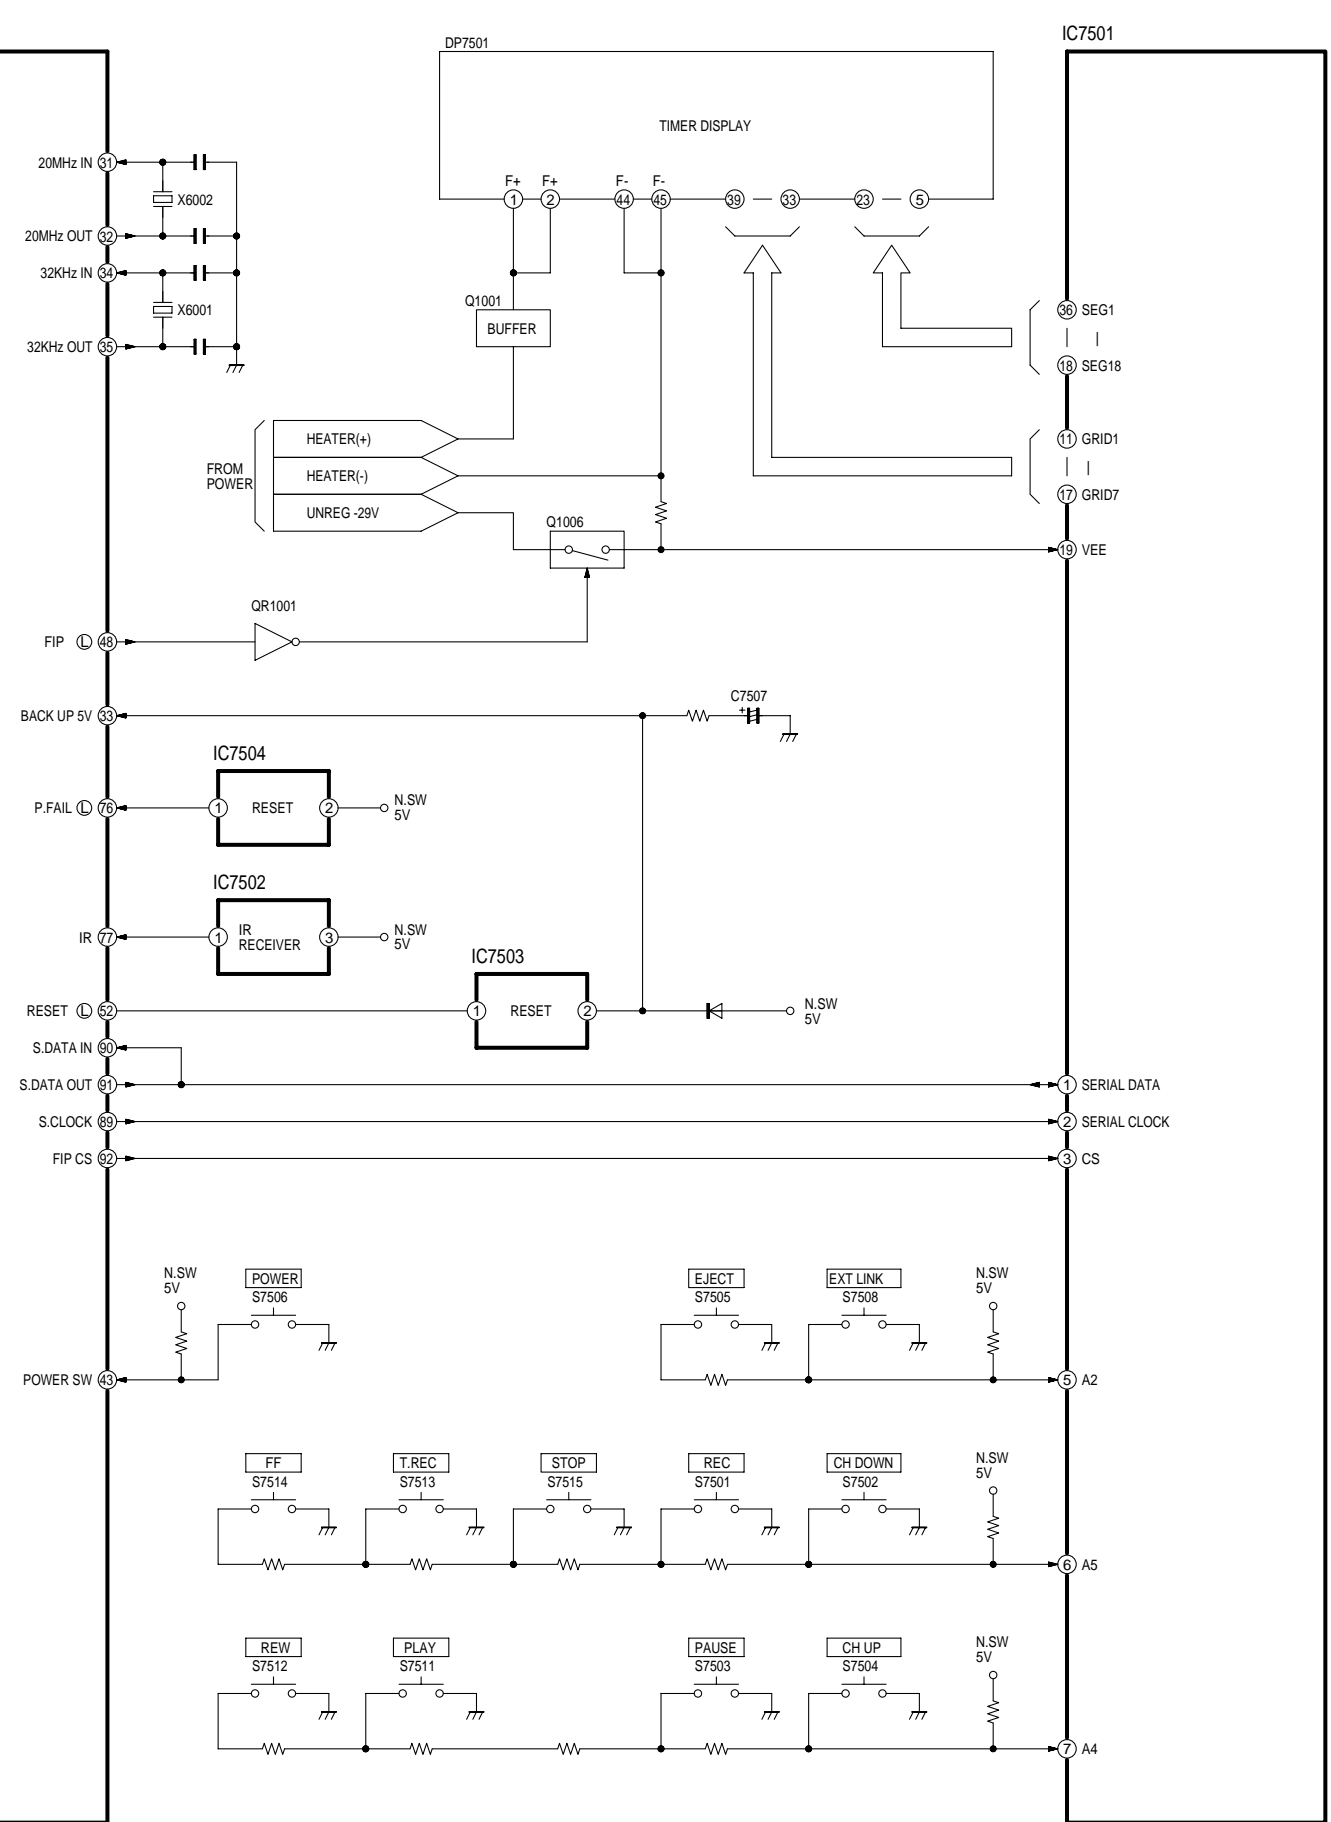 IC7501
DP7501
TIMER DISPLAY
F+ F+ F- F-
1 2 44 45 39 — 33 23 — 5
20MHz IN 31
X6002
20MHz OUT 32
32KHz IN 34
X6001
32KHz OUT 35
Q1001
BUFFER
36 SEG1
18 SEG18
11 GRID1
17 GRID7
FROM
POWER
HEATER(+)
HEATER(-)
UNREG -29V
Q1006
19 VEE
QR1001
FIP L 48
BACK UP 5V 33
C7507
+
IC7504
P.FAIL L 76
1 RESET 2
N.SW
5V
IC7502
IR 77
1 IR
RECEIVER 3
N.SW
5V
IC7503
RESET L 52
1 RESET 2
N.SW
5V
S.DATA IN 90
S.DATA OUT 91
1 SERIAL DATA
S.CLOCK 89
2 SERIAL CLOCK
FIP CS 92
3 CS
N.SW
5V
POWER
S7506
EJECT
S7505
EXT LINK
S7508
N.SW
5V
POWER SW 43
5 A2
FF
S7514
T.REC
S7513
STOP
S7515
REC
S7501
CH DOWN
S7502
N.SW
5V
6 A5
REW
S7512
PLAY
S7511
PAUSE
S7503
CH UP
S7504
N.SW
5V
7 A4